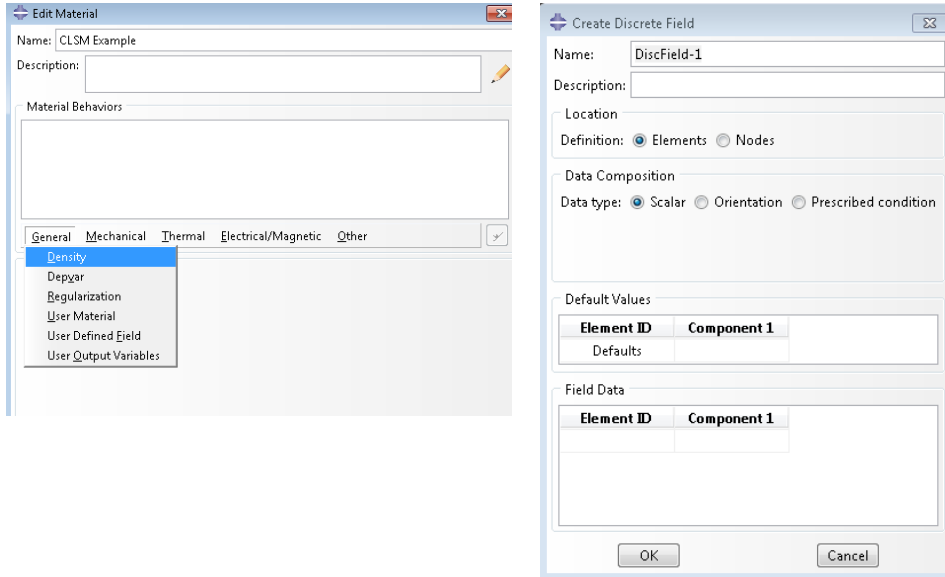 Edit Material
Name: CLSM Example
Description:
Material Behaviors
General Mechanical Thermal Electrical/Magnetic Other
Density
Depvar
Regularization
User Material
User Defined Field
User Output Variables
Create Discrete Field
Name: DiscField-1
Description:
Location
Definition: Elements Nodes
Data Composition
Data type: Scalar Orientation Prescribed condition
Default Values
Element ID Component 1
Defaults
Field Data
Element ID Component 1
OK Cancel